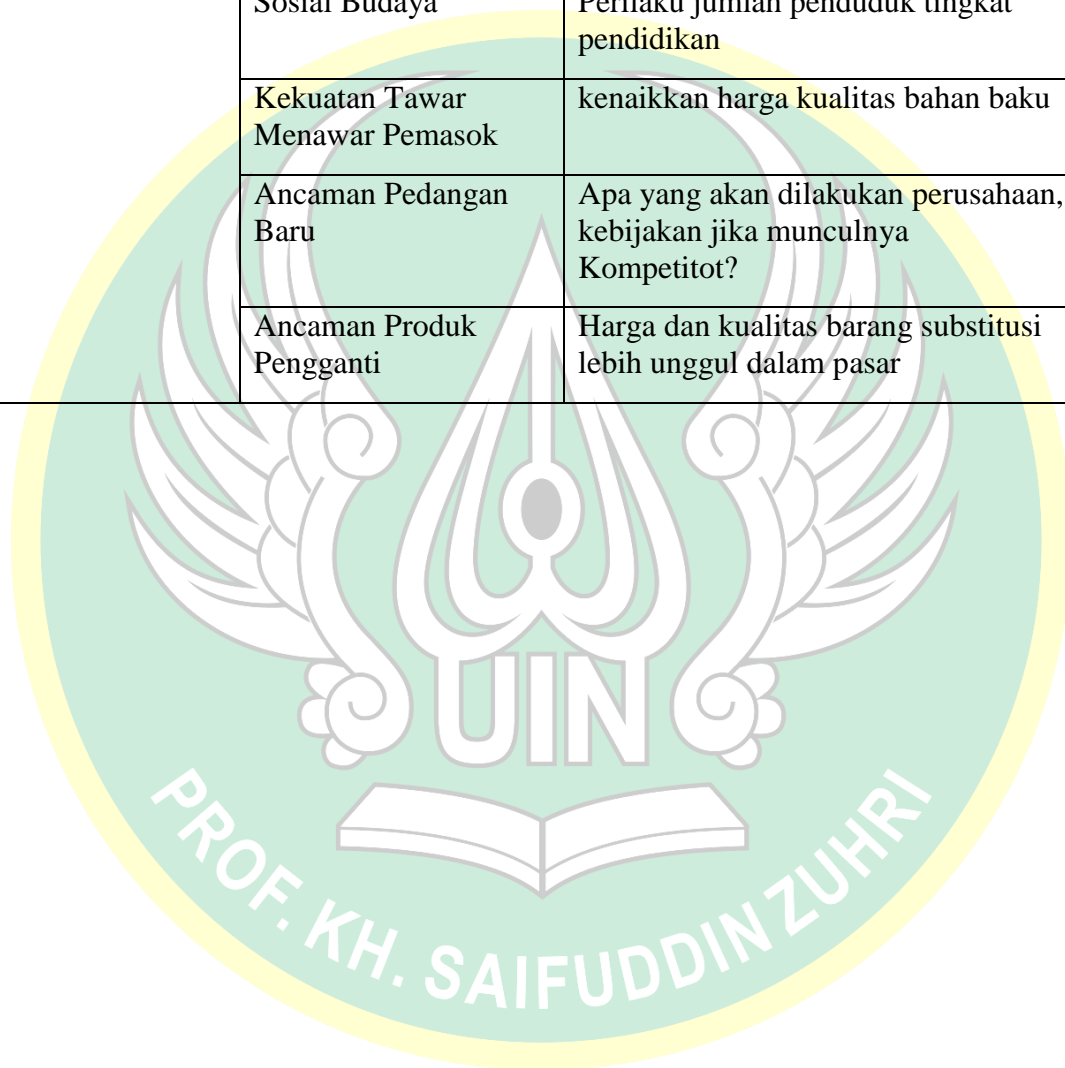 Sosial Budaya
Perilaku jumlah penduduk tingkat
pendidikan
Kekuatan Tawar
Menawar Pemasok
kenaikkan harga kualitas bahan baku
Ancaman Pedangan
Baru
Apa yang akan dilakukan perusahaan,
kebijakan jika munculnya
Kompetitot?
Ancaman Produk
Pengganti
Harga dan kualitas barang substitusi
lebih unggul dalam pasar
UIN
PROF. KH. SAIFUDDIN ZUHRI